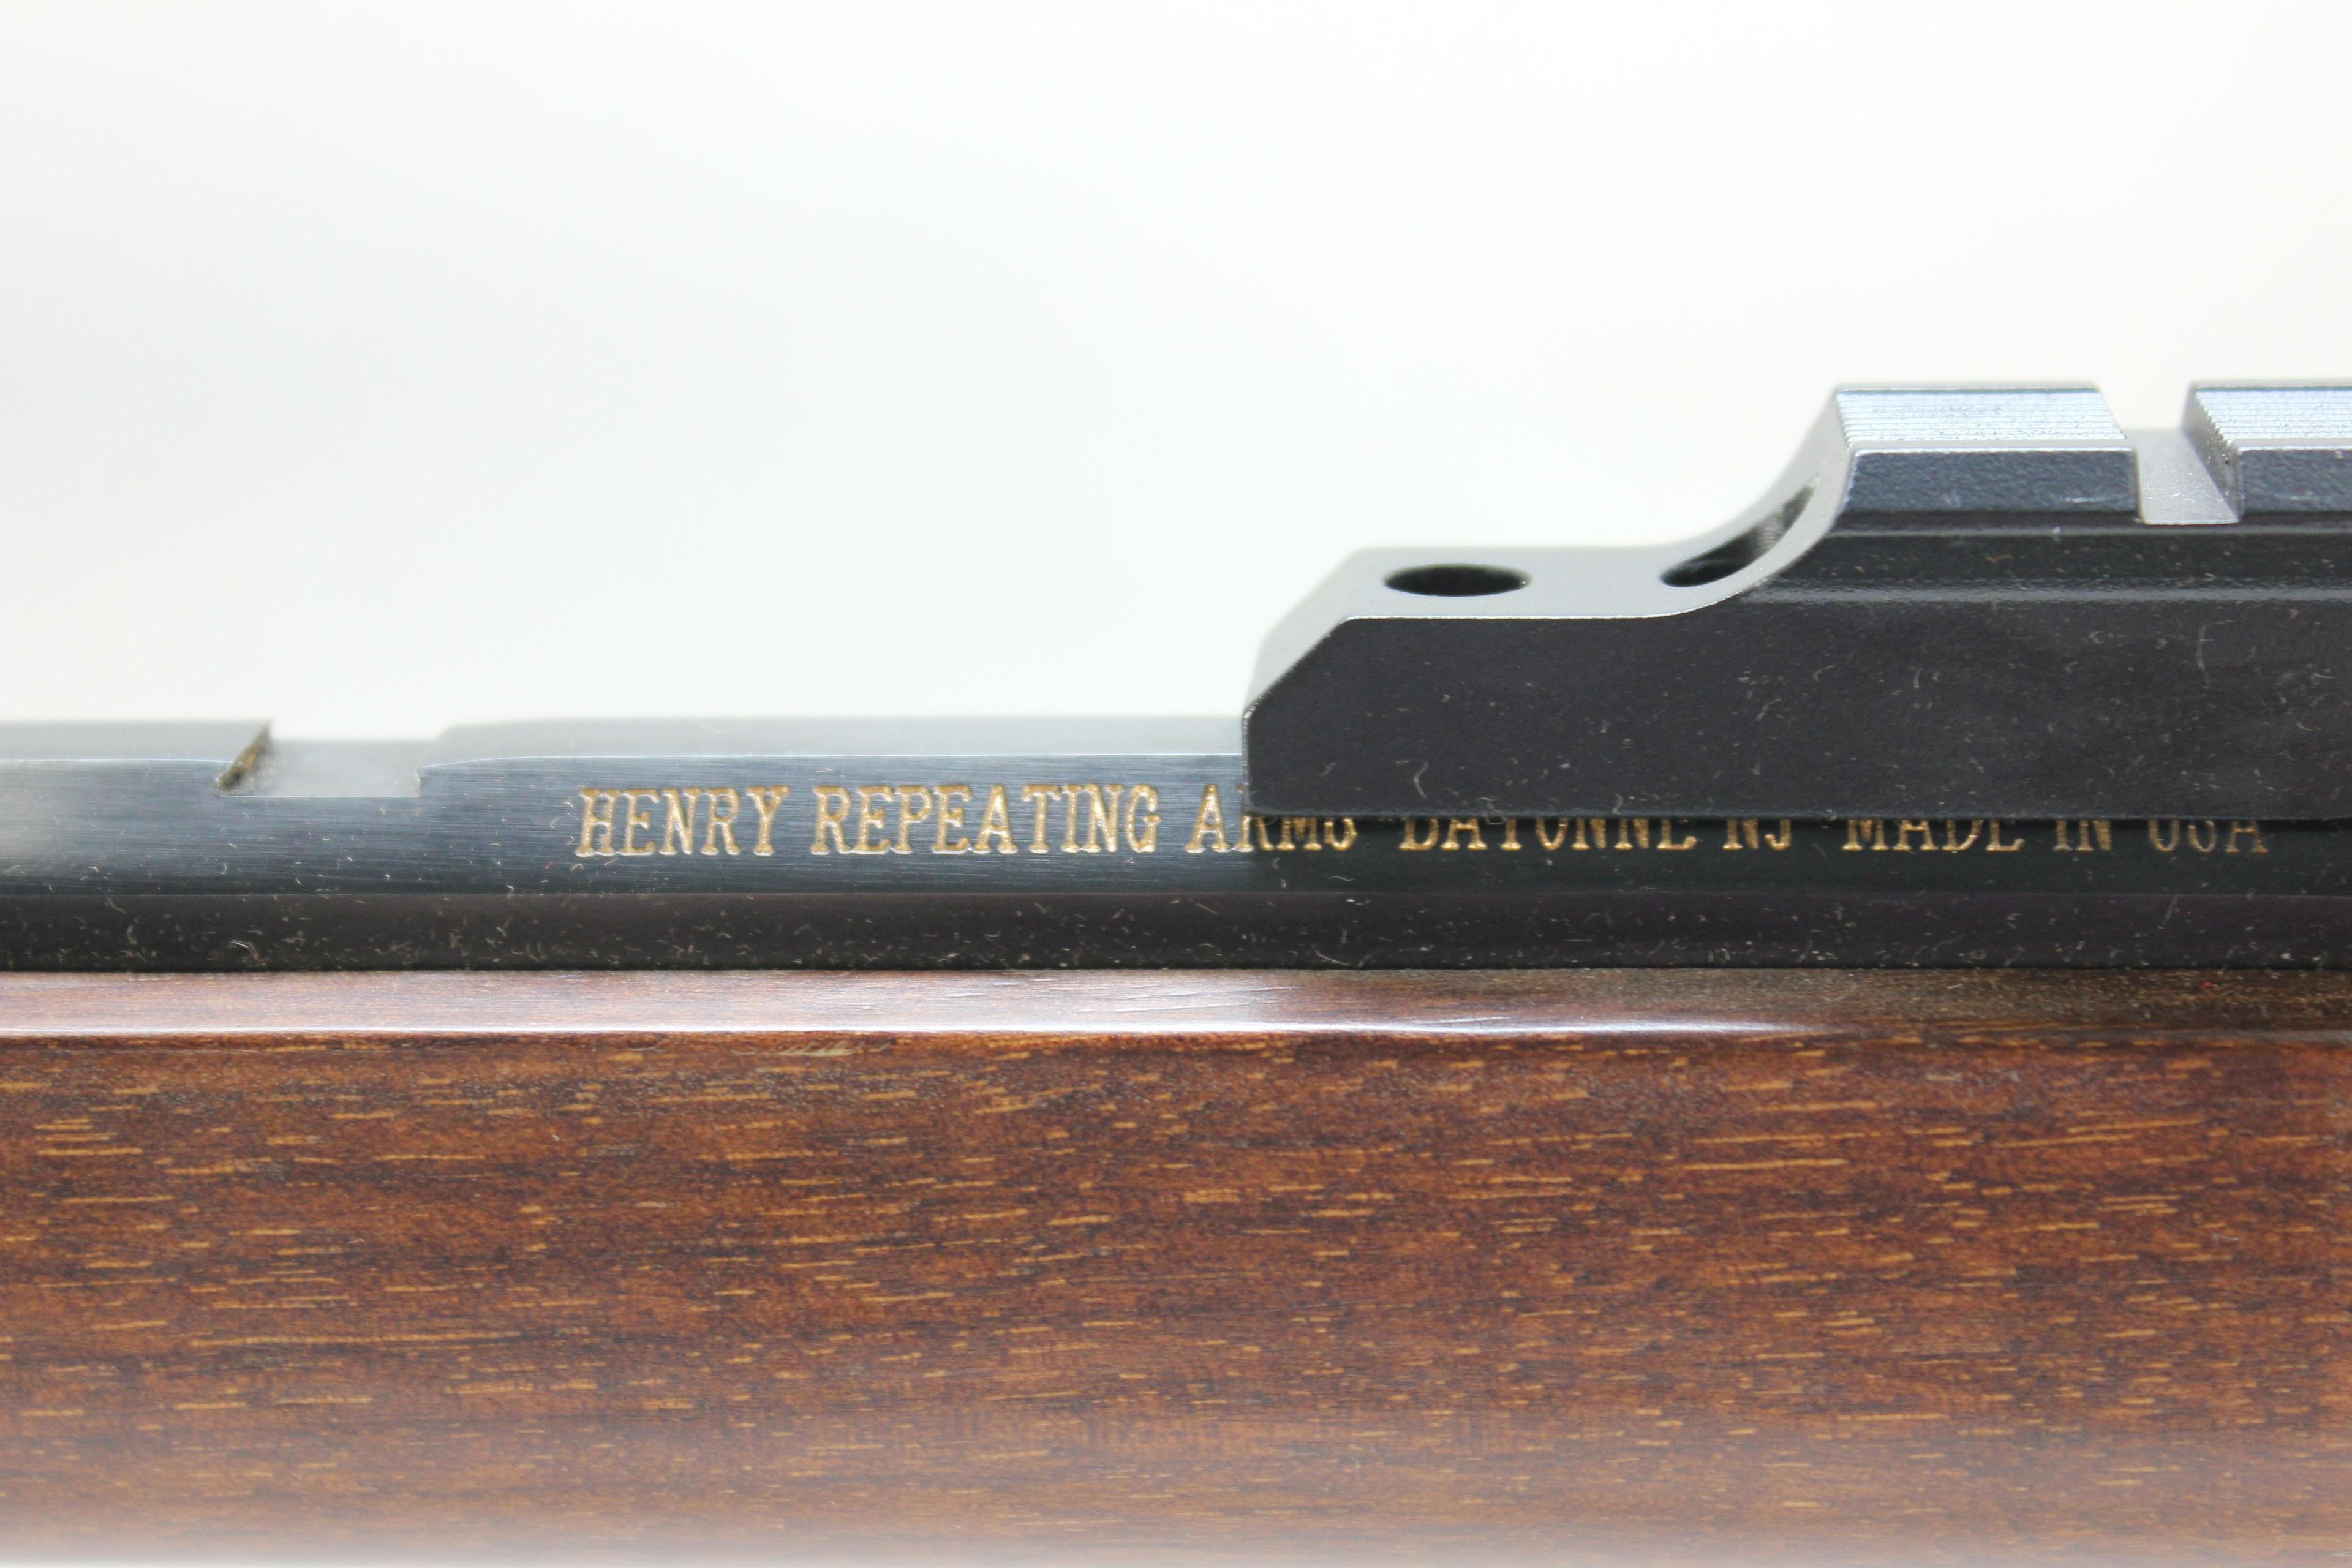 HENRY REPEATING ARMS BAYONNE NJ MADE IN USA